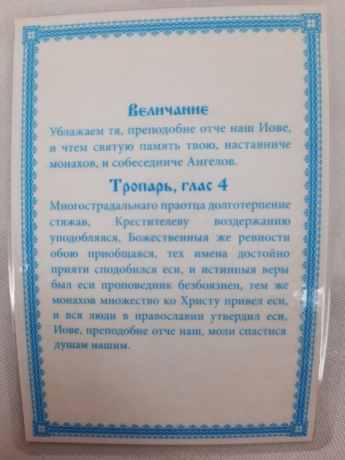 Величание
Ублажаем тя, преподобне отче наш Иове,
и чтем святую память твою, наставниче
монахов, и собеседниче Ангелов.
Тропарь, глас 4
Многострадальнаго праотца долготерпение
стяжав, Крестителеву воздержанию
уподобляяся, Божественныя же ревности
обою приобщаяся, тех имена достойно
прияти сподобился еси, и истинныя веры
был еси проповедник безбоязнен, тем же
монахов множество ко Христу привел еси,
и вся люди в православии утвердил еси,
Иове, преподобне отче наш, моли спастися
душам нашим.